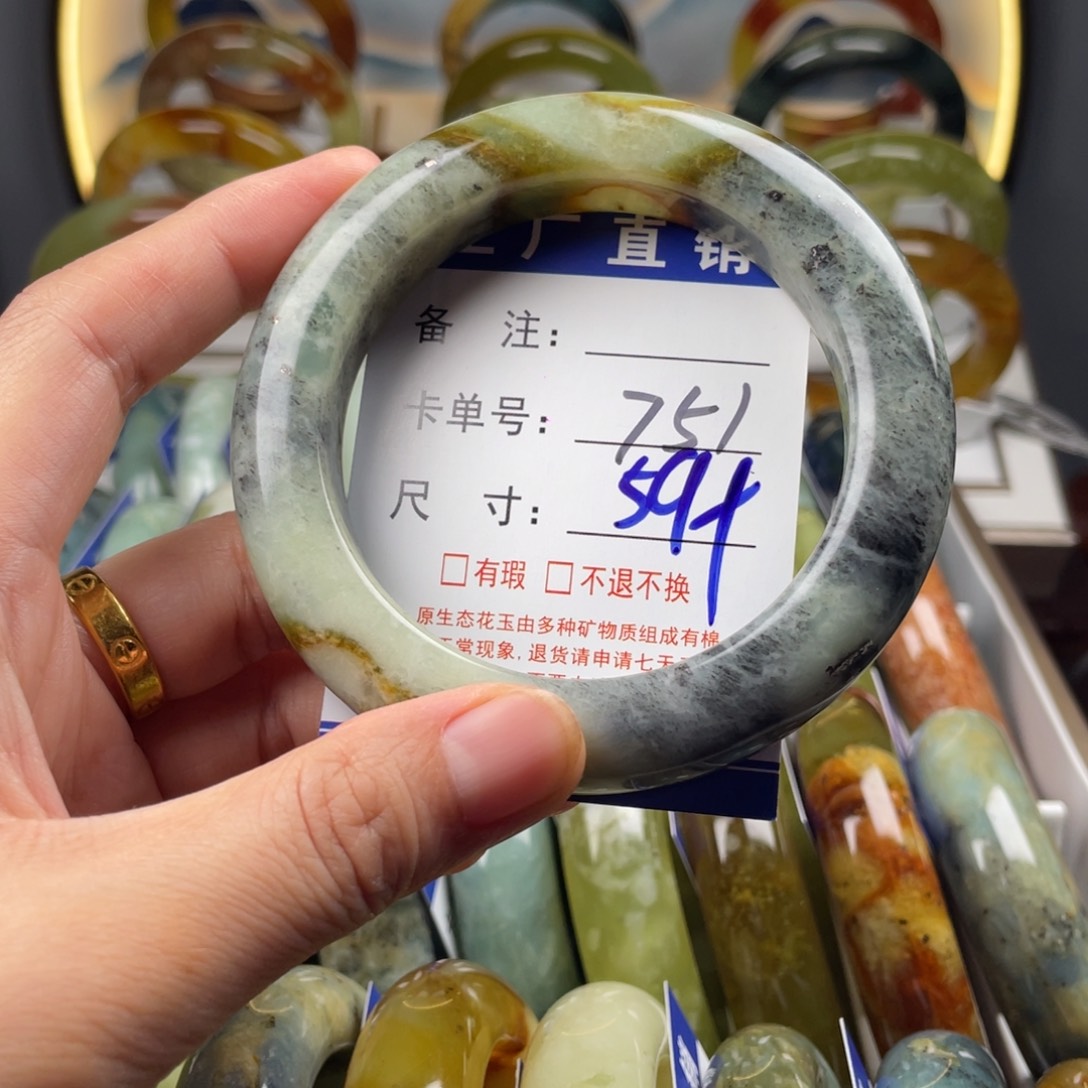 厂直销
备 注:
卡单号: 751
尺 寸: 594
□有瑕 □不退不换
原生态花玉由多种矿物质组成有棉
常现象,退货请申请七天